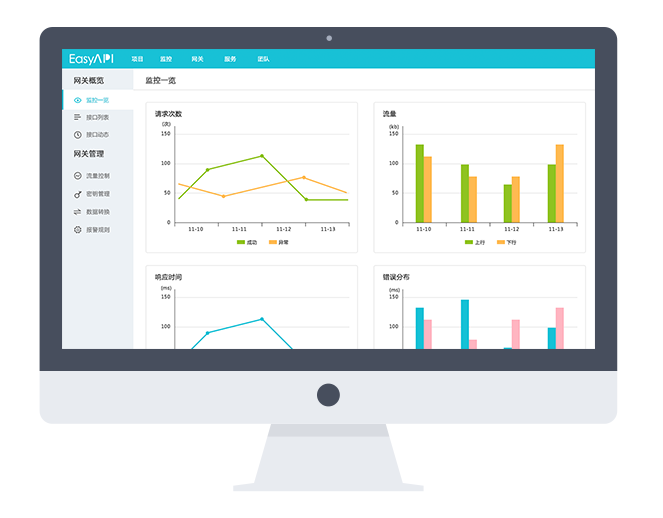 EasyAPI 项目 监控 网关 服务 团队
网关概览
监控一览
接口列表
接口动态
网关管理
流量控制
密钥管理
数据转换
报警规则
监控一览
请求次数
(次)
150
100
50
0
11-10 11-11 11-12 11-13
成功 异常
流量
(kb)
150
100
50
0
11-10 11-11 11-12 11-13
上行 下行
响应时间
(ms)
150
100
错误分布
(ms)
150
100